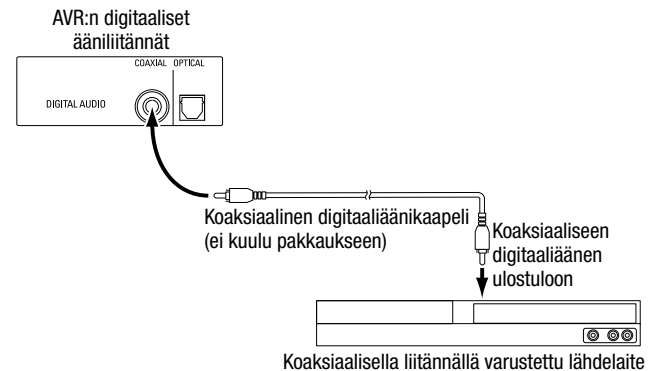 AVR:n digitaaliset
ääniliitännät
COAXIAL OPTICAL
DIGITAL AUDIO
Koaksiaalinen digitaaliäänikaapeli
(ei kuulu pakkaukseen)
Koaksiaaliseen
digitaaliäänen
ulostuloon
Koaksiaalisella liitännällä varustettu lähdelaite